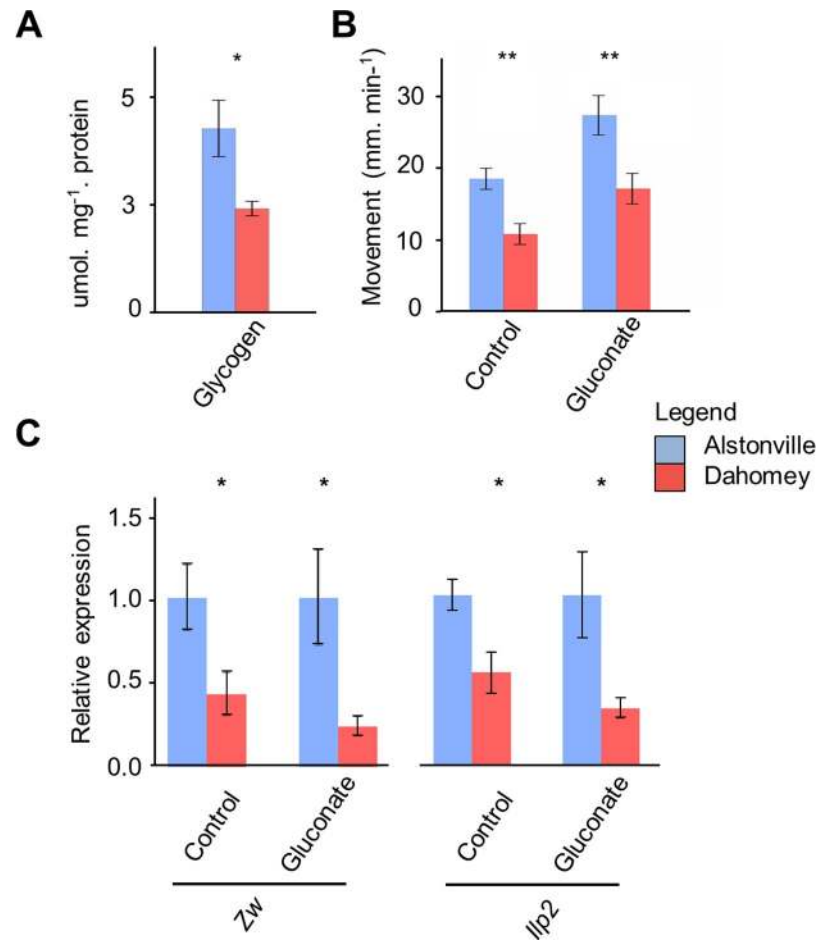 A
*
umol. mg-1. protein
5
3
0
Glycogen
B
** **
Movement (mm. min-1)
30
20
10
0
Control
Gluconate
Legend
Alstonville
Dahomey
C
* * * *
Relative expression
1.5
1.0
0.5
0.0
Control
Gluconate
Control
Gluconate
Zw
Ilp2